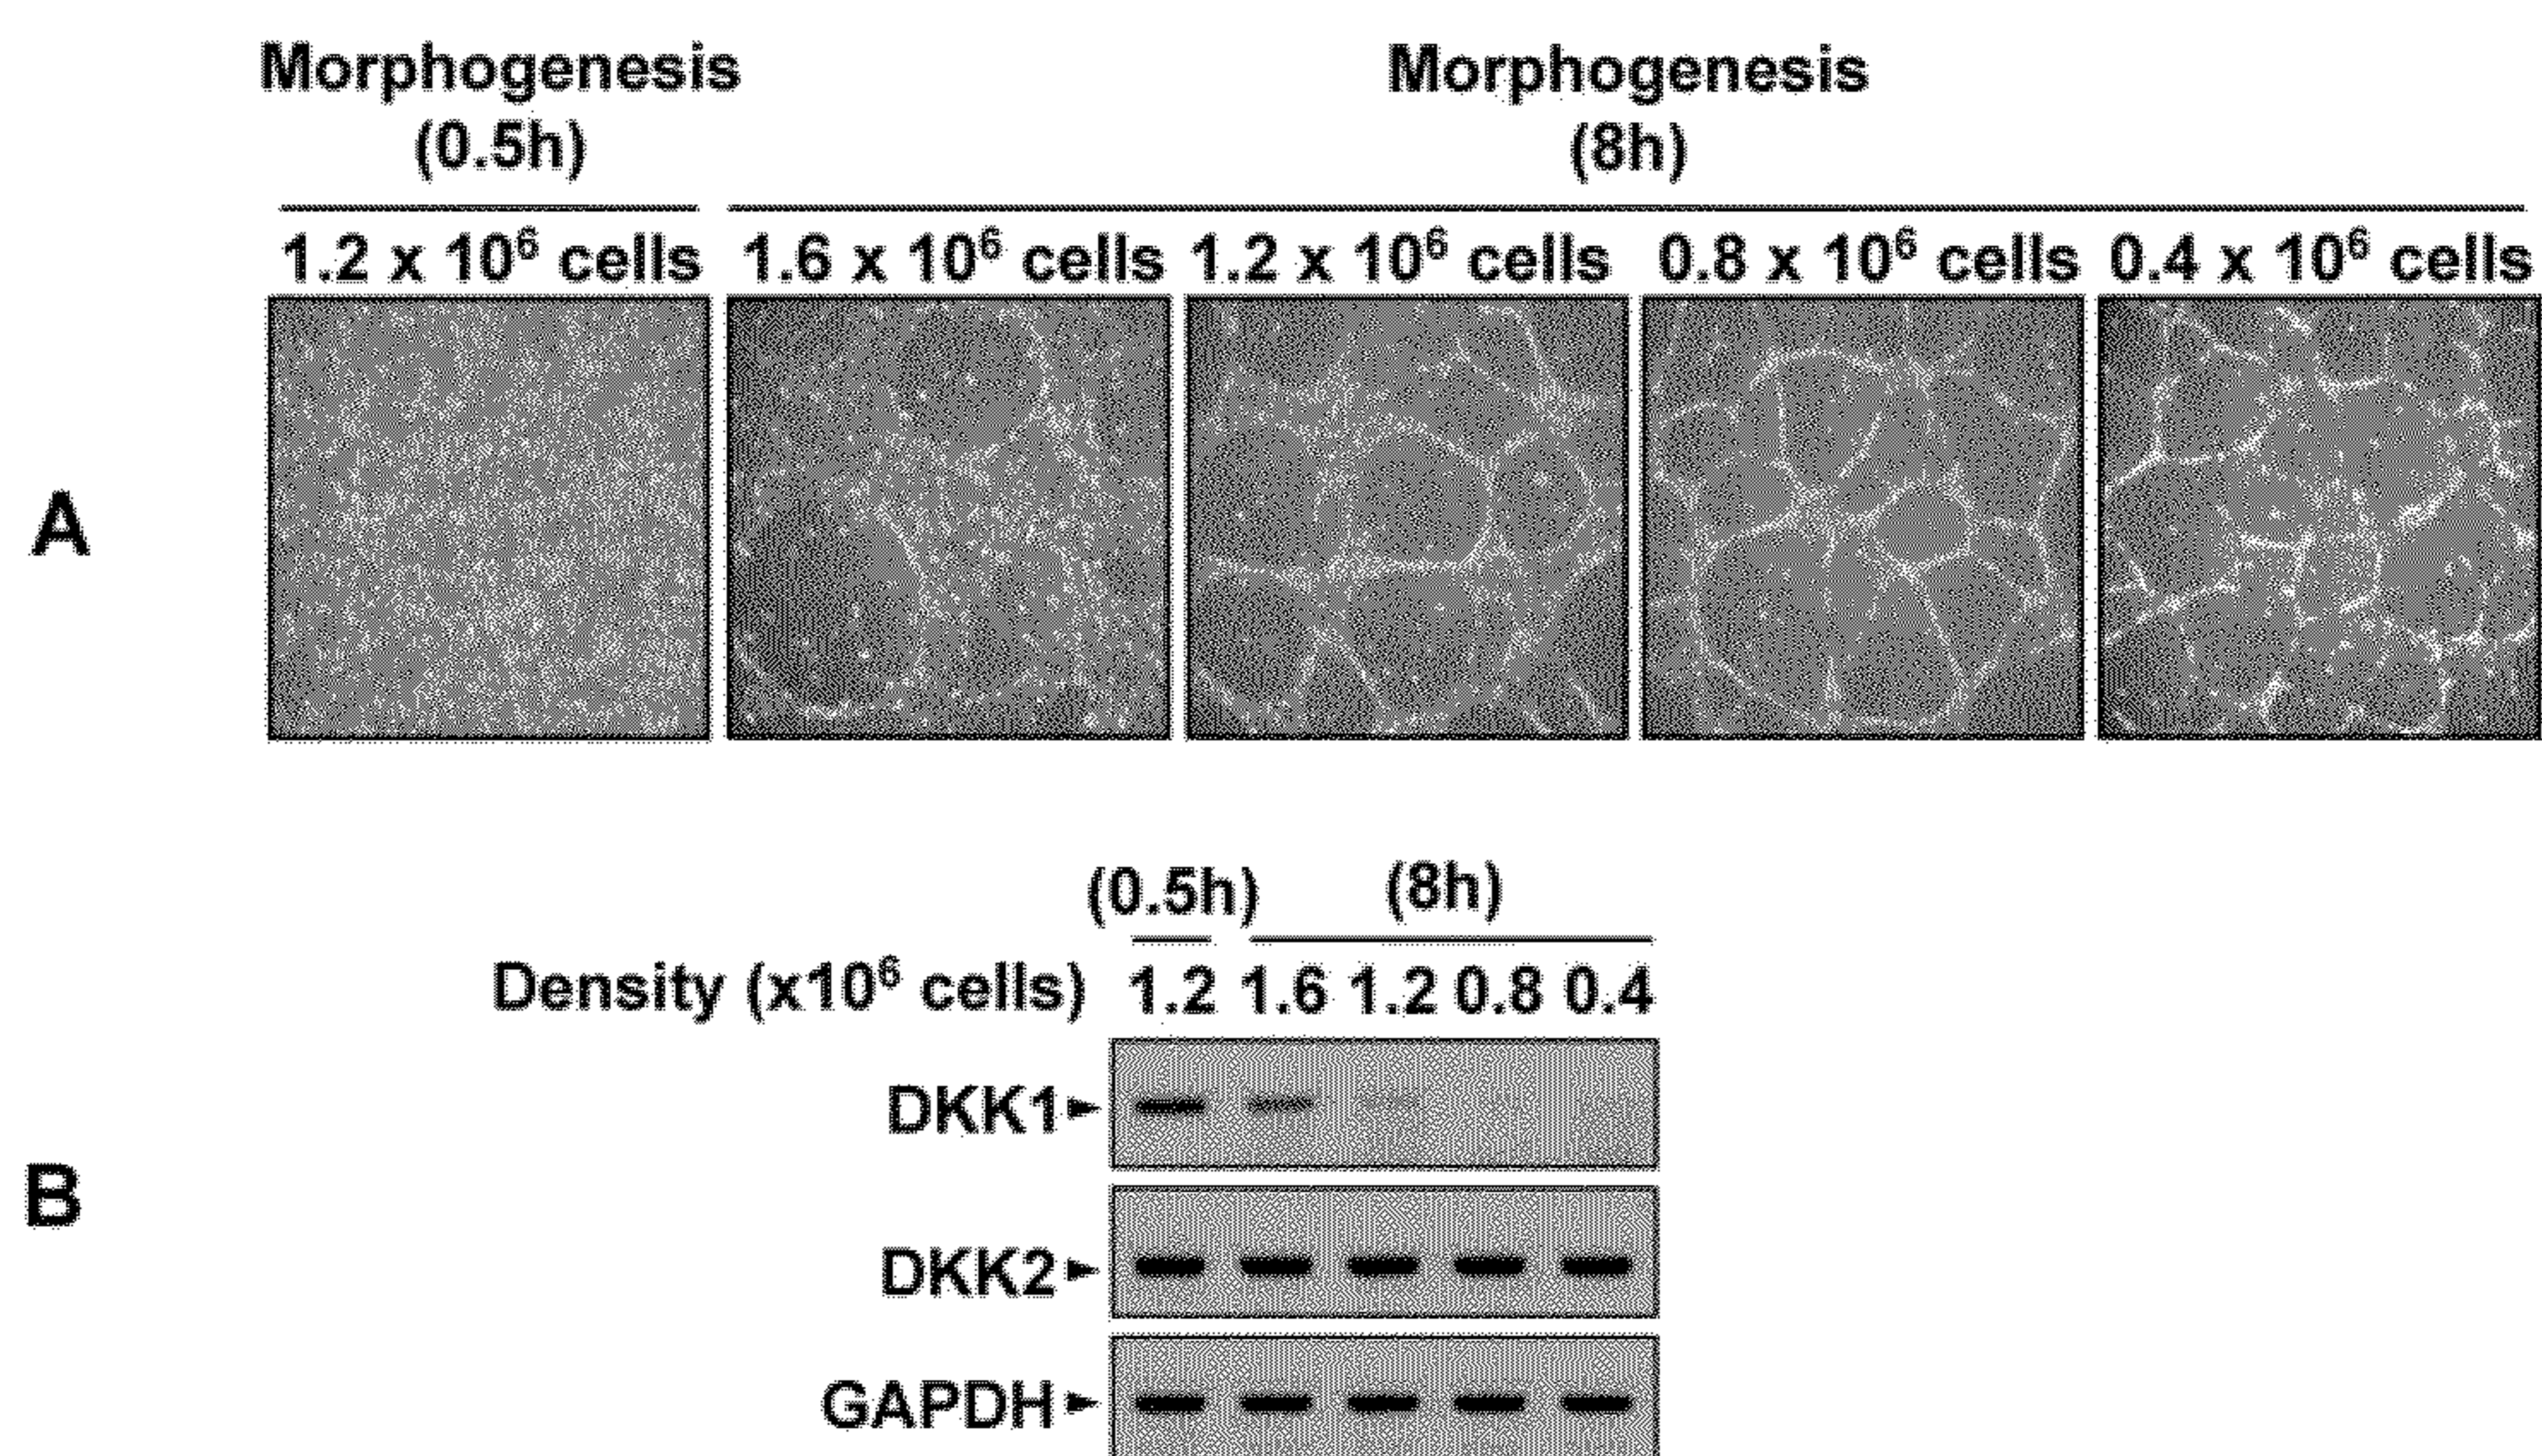 Morphogenesis Morphogenesis
(0.5h) (8h)
1.2 x 10⁶ cells 1.6 x 10⁶ cells 1.2 x 10⁶ cells 0.8 x 10⁶ cells 0.4 x 10⁶ cells
A
(0.5h) (8h)
Density (x10⁶ cells) 1.2 1.6 1.2 0.8 0.4
DKK1
B
DKK2
GAPDH